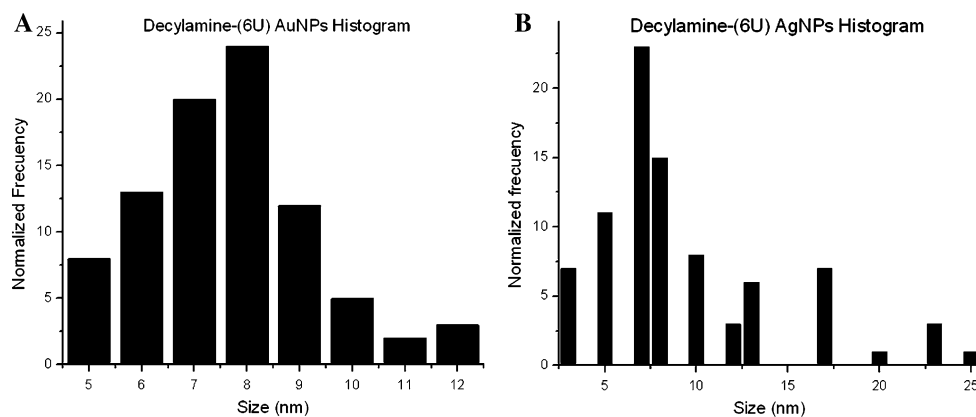 A
Decylamine-(6U) AuNPs Histogram
Normalized Frecuency
25
20
15
10
5
0
5 6 7 8 9 10 11 12
Size (nm)
B
Decylamine-(6U) AgNPs Histogram
Normalized frecuency
20
15
10
5
0
5 10 15 20 25
Size (nm)